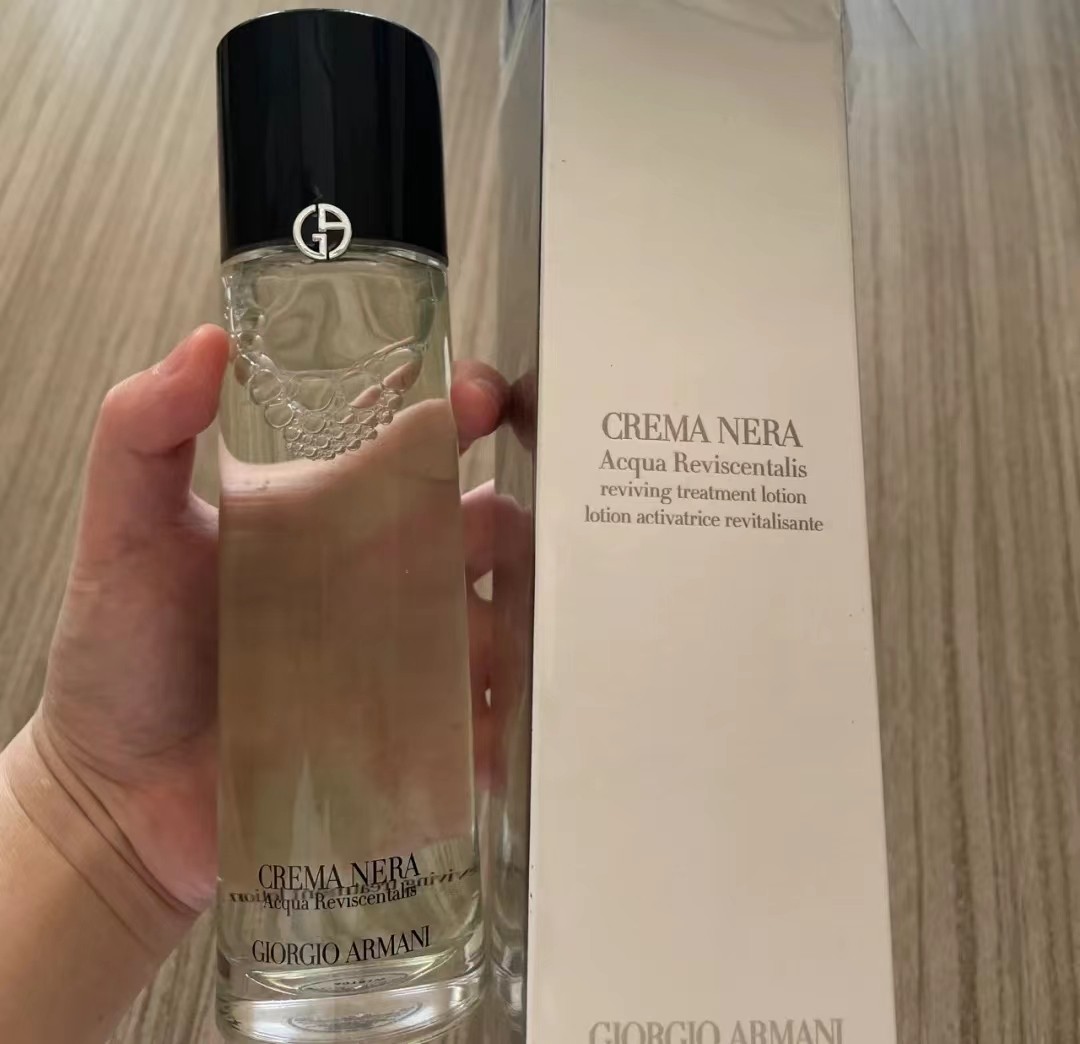 GA
CREMA NERA
Acqua Reviscentalis
GIORGIO ARMANI
CREMA NERA
Acqua Reviscentalis
reviving treatment lotion
lotion activatrice revitalisante
GIORGIO ARMANI